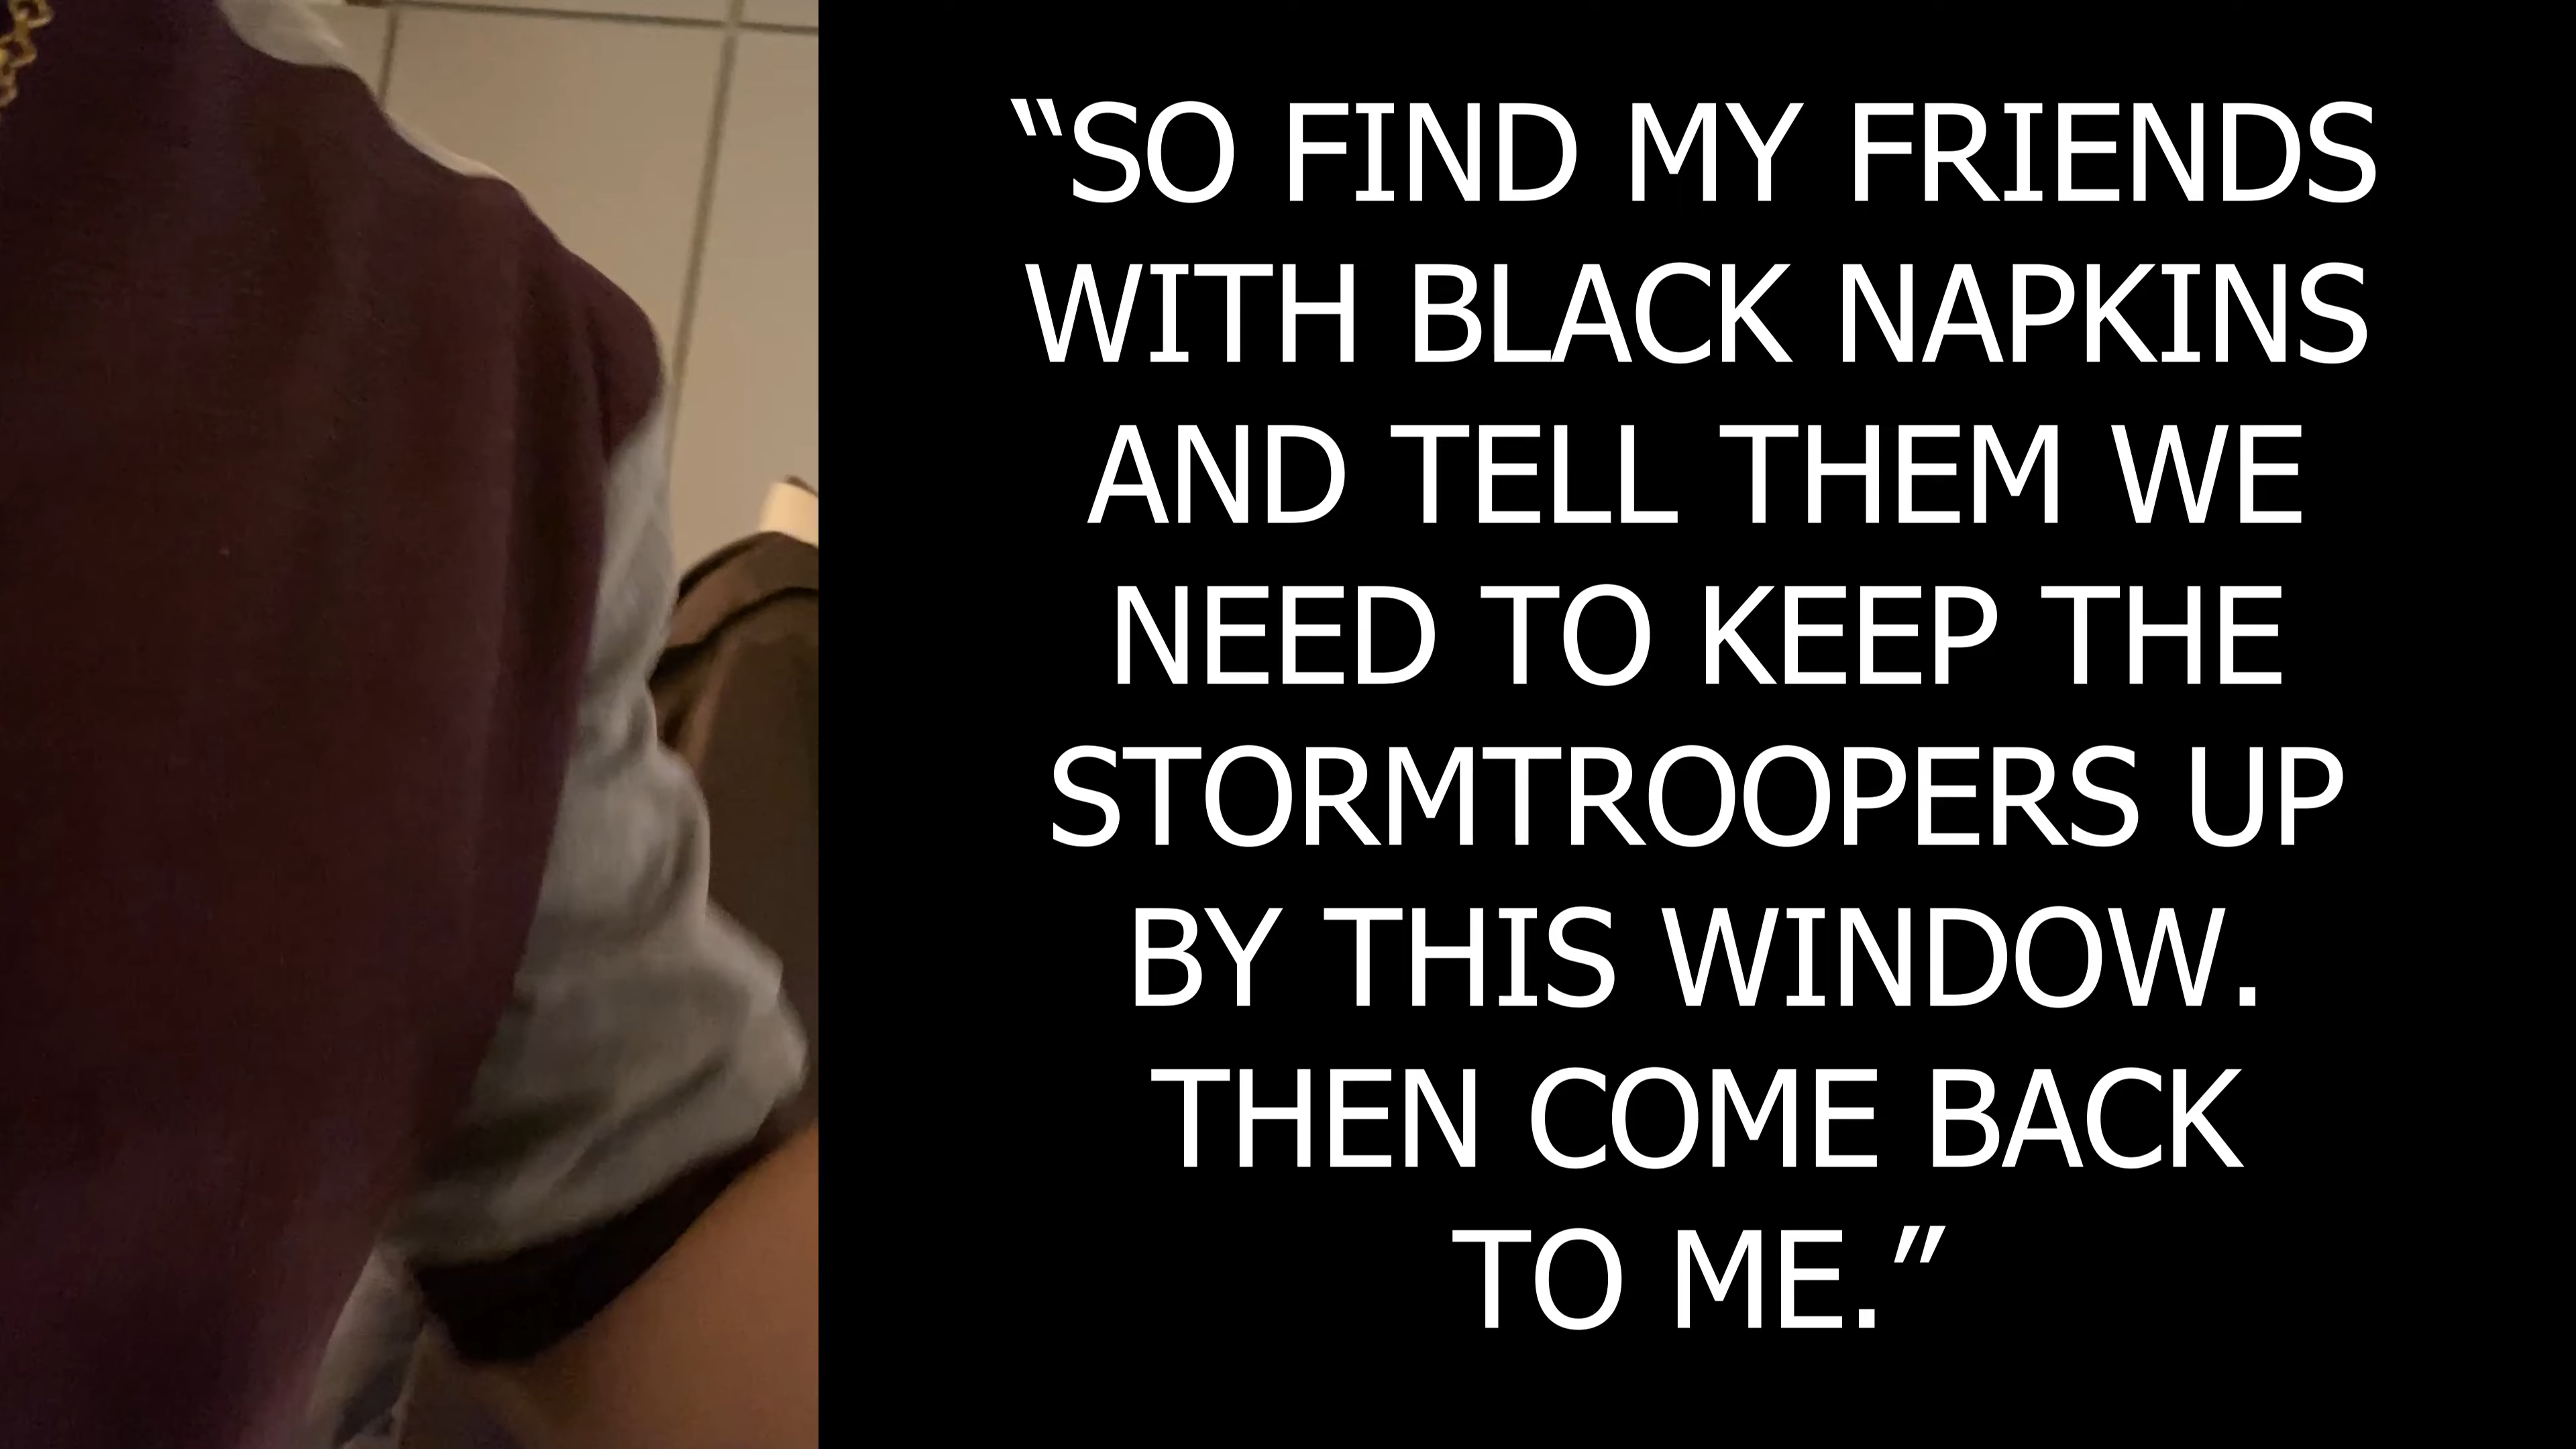 “SO FIND MY FRIENDS
WITH BLACK NAPKINS
AND TELL THEM WE
NEED TO KEEP THE
STORMTROOPERS UP
BY THIS WINDOW.
THEN COME BACK
TO ME.”